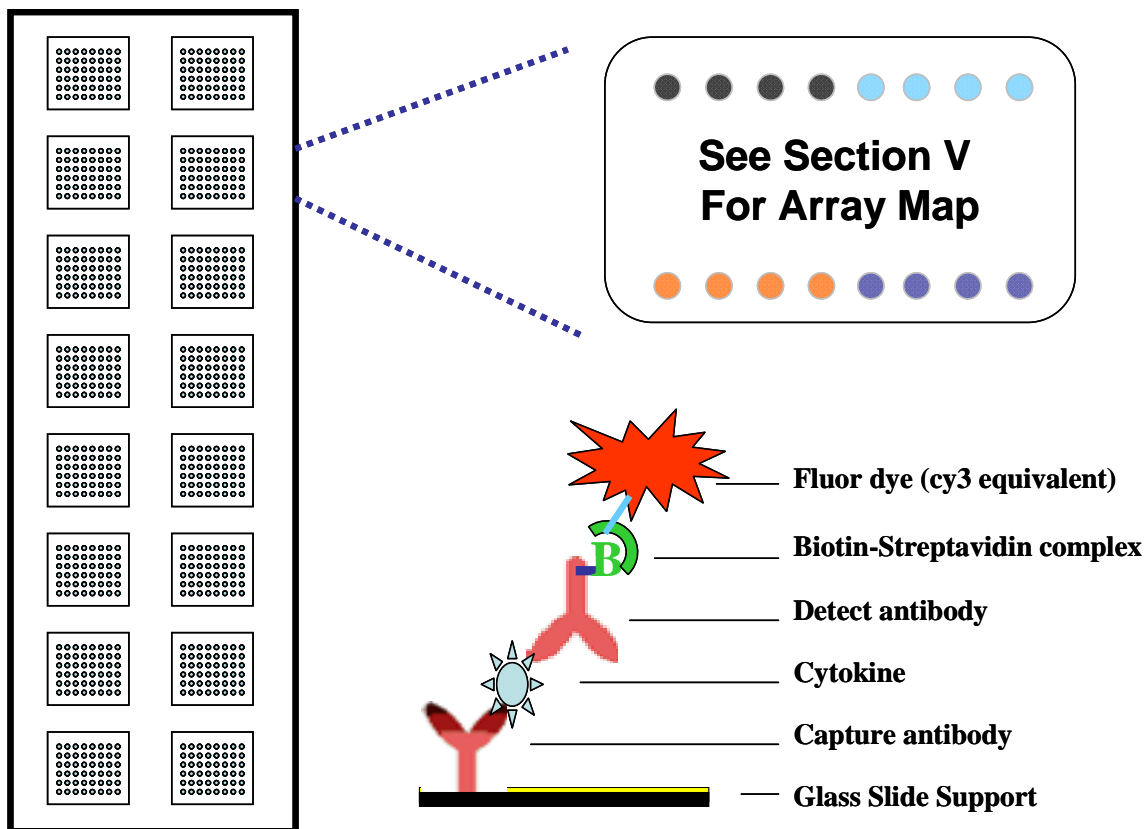 See Section V
For Array Map
Fluor dye (cy3 equivalent)
B
Biotin-Streptavidin complex
Detect antibody
Cytokine
Capture antibody
Glass Slide Support